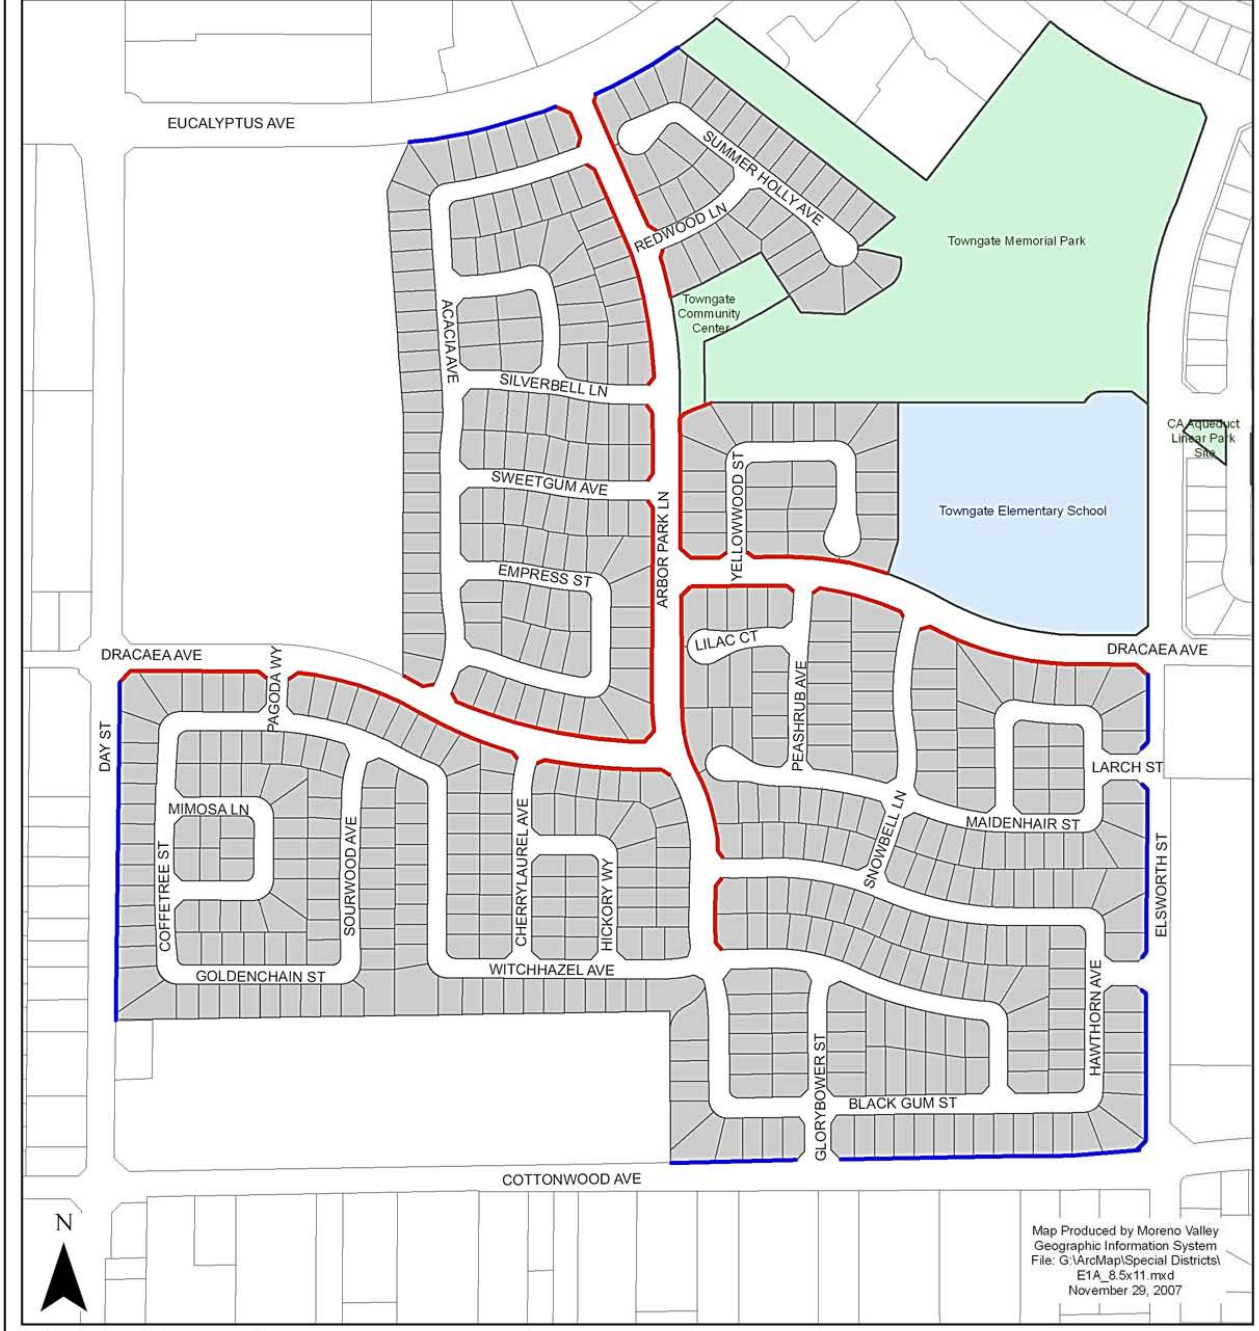 EUCALYPTUS AVE
SUMMER HOLLY AVE
REDWOOD LN
Towngate Memorial Park
Towngate
Community
Center
ACACIA AVE
SILVERBELL LN
CA Aqueduct
Linear Park
Site
SWEETGUM AVE
YELLOWWOOD ST
Towngate Elementary School
ARBOR PARK LN
EMPRESS ST
LILAC CT
DRACAEA AVE
DRACAEA AVE
PAGODA WY
PEASHRUB AVE
DAY ST
LARCH ST
MIMOSA LN
MAIDENHAIR ST
SNOWBELL LN
COFFETREE ST
SOURWOOD AVE
CHERRYLAUREL AVE
HICKORY WY
ELSWORTH ST
GOLDENCHAIN ST
WITCHHAZEL AVE
HAWTHORN AVE
GLORYBOWER ST
BLACK GUM ST
COTTONWOOD AVE
N
Map Produced by Moreno Valley
Geographic Information System
File: G:\ArcMap\Special Districts\
E1A_8.5x11.mxd
November 29, 2007